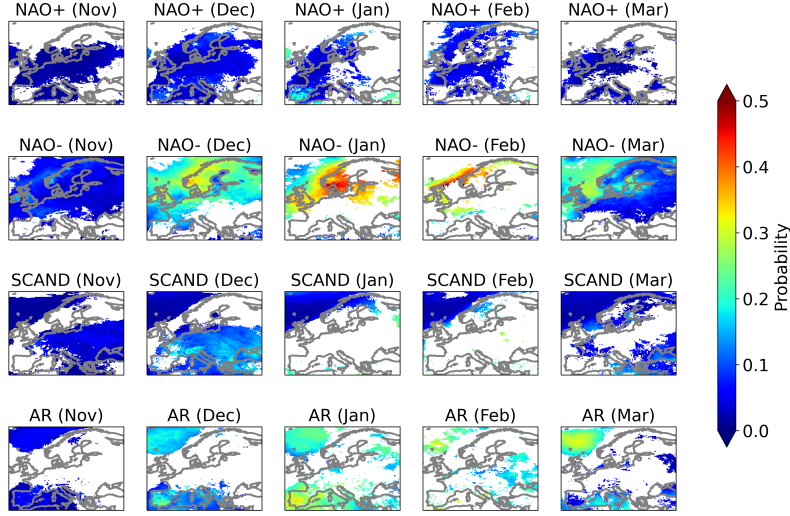 NAO+ (Nov) NAO+ (Dec) NAO+ (Jan) NAO+ (Feb) NAO+ (Mar)
NAO- (Nov) NAO- (Dec) NAO- (Jan) NAO- (Feb) NAO- (Mar)
SCAND (Nov) SCAND (Dec) SCAND (Jan) SCAND (Feb) SCAND (Mar)
AR (Nov) AR (Dec) AR (Jan) AR (Feb) AR (Mar)
0.5
0.4
0.3
0.2
0.1
0.0
Probability